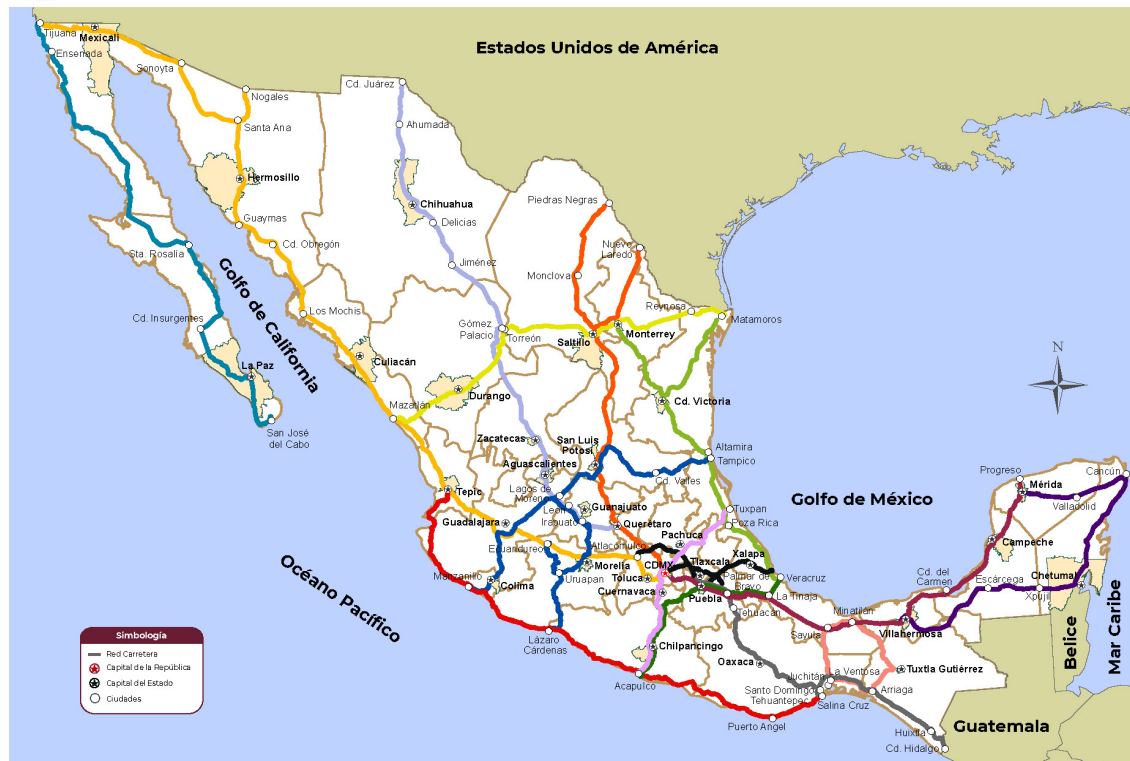 Estados Unidos de América
Tijuana
Mexicali
Ensenada
Sonoyta
Nogales
Santa Ana
Hermosillo
Guaymas
Cd. Obregón
Sta. Rosalía
Golfo de California
Cd. Insurgentes
La Paz
San José
del Cabo
Los Mochis
Culiacán
Mazatlán
Cd. Juárez
Ahumada
Chihuahua
Delicias
Jiménez
Gómez
Palacio
Torreón
Durango
Piedras Negras
Nuevo
Laredo
Monclova
Reynosa
Matamoros
Saltillo
Monterrey
Cd. Victoria
Zacatecas
San Luis
Potosí
Aguascalientes
Altamira
Tampico
Cd. Valles
Tepic
Lagos de
Moreno
León
Guanajuato
Irapuato
Guadalajara
Querétaro
Tuxpan
Poza Rica
Pachuca
Atlacomulco
Ecuandureo
Morelia
CDMX
Tlaxcala
Xalapa
Toluca
Palmar de
Bravo
Veracruz
Cuernavaca
Puebla
La Tinaja
Tehuacán
Manzanillo
Colima
Uruapan
Lázaro
Cárdenas
Chilpancingo
Acapulco
Oaxaca
Puerto Angel
Juchitán
La Ventosa
Santo Domingo
Tehuantepec
Salina Cruz
Sayula
Minatilán
Villahermosa
Tuxtla Gutiérrez
Arriaga
Huixtla
Cd. Hidalgo
Golfo de México
Progreso
Mérida
Cancún
Valladolid
Campeche
Cd. del
Carmen
Escárcega
Xpujil
Chetumal
Belice
Mar Caribe
Guatemala
Océano Pacífico
N
Simbología
Red Carretera
Capital de la República
Capital del Estado
Ciudades